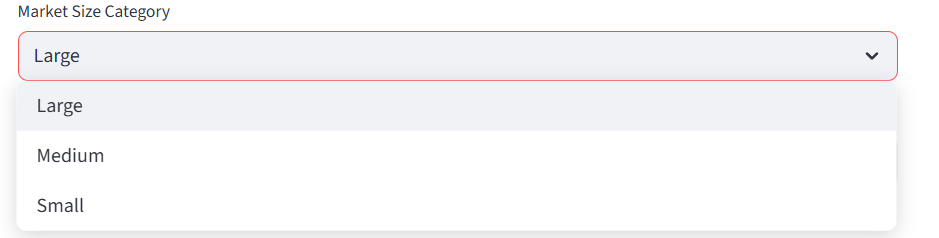 Market Size Category
Large
Large
Medium
Small